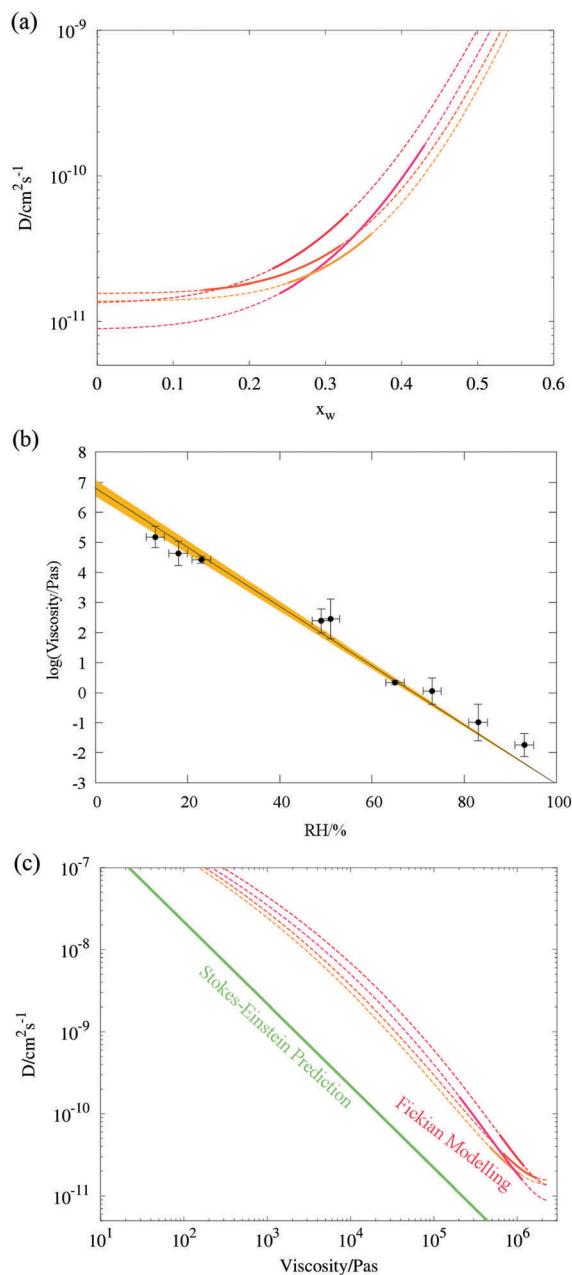 (a)
10^-9
10^-10
10^-11
D/cm^2s^-1
0 0.1 0.2 0.3 0.4 0.5 0.6
x_w
(b)
8
7
6
5
4
3
2
1
0
-1
-2
-3
log(Viscosity/Pas)
0 20 40 60 80 100
RH/%
(c)
10^-7
10^-8
10^-9
10^-10
10^-11
D/cm^2s^-1
Stokes-Einstein Prediction
Fickian Modelling
10^1 10^2 10^3 10^4 10^5 10^6
Viscosity/Pas